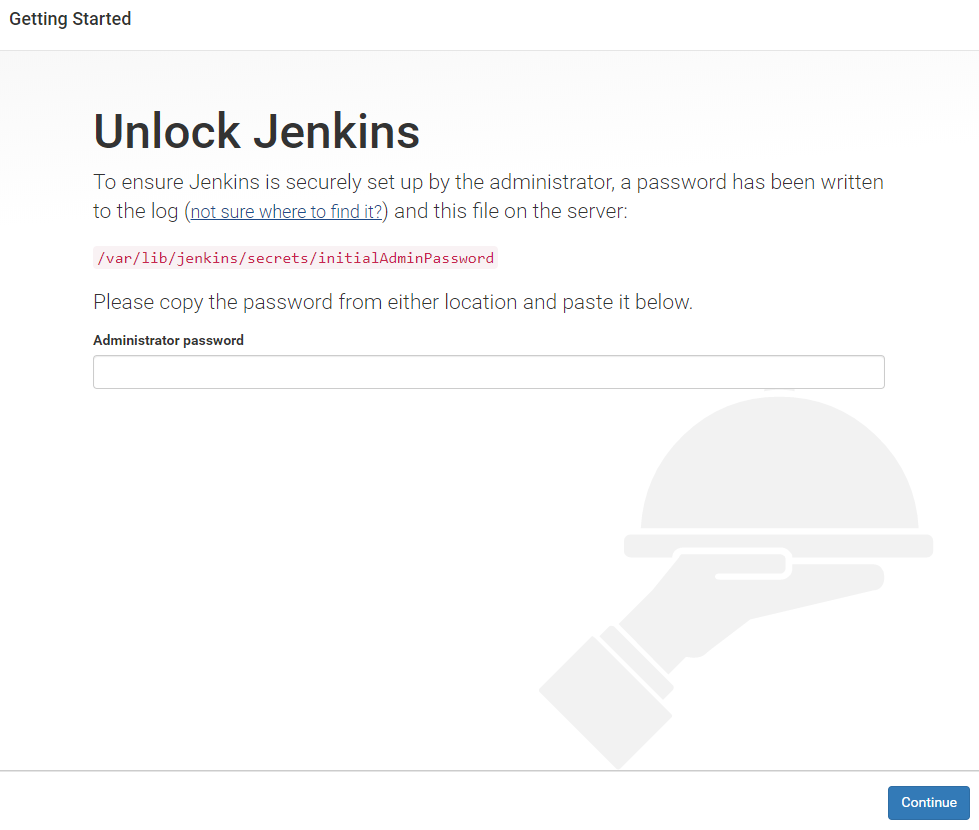 Getting Started
Unlock Jenkins
To ensure Jenkins is securely set up by the administrator, a password has been written
to the log (not sure where to find it?) and this file on the server:
/var/lib/jenkins/secrets/initialAdminPassword
Please copy the password from either location and paste it below.
Administrator password
Continue